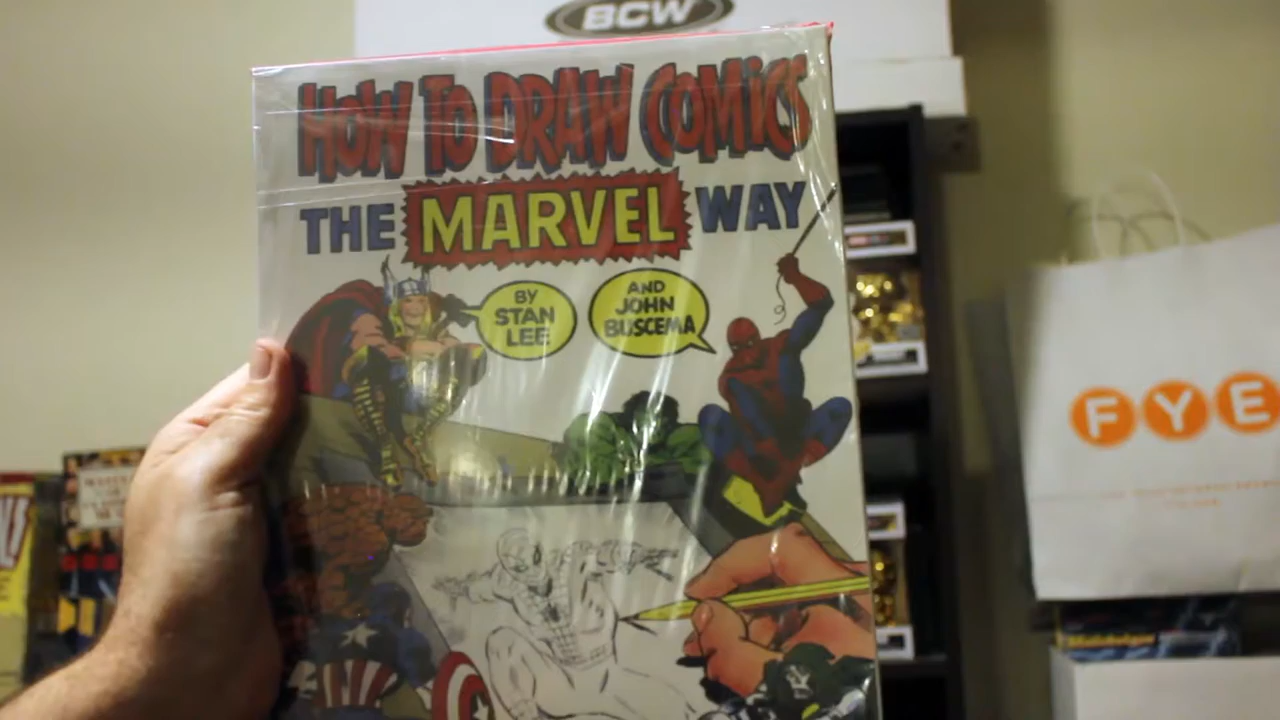 BCW
HOW TO DRAW COMICS
THE MARVEL WAY
BY
STAN
LEE
AND
JOHN
BUSCEMA
FYE